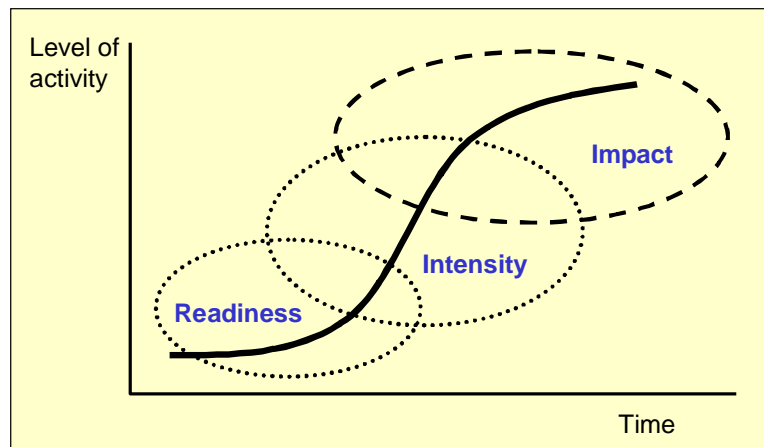 Level of
activity
Impact
Intensity
Readiness
Time